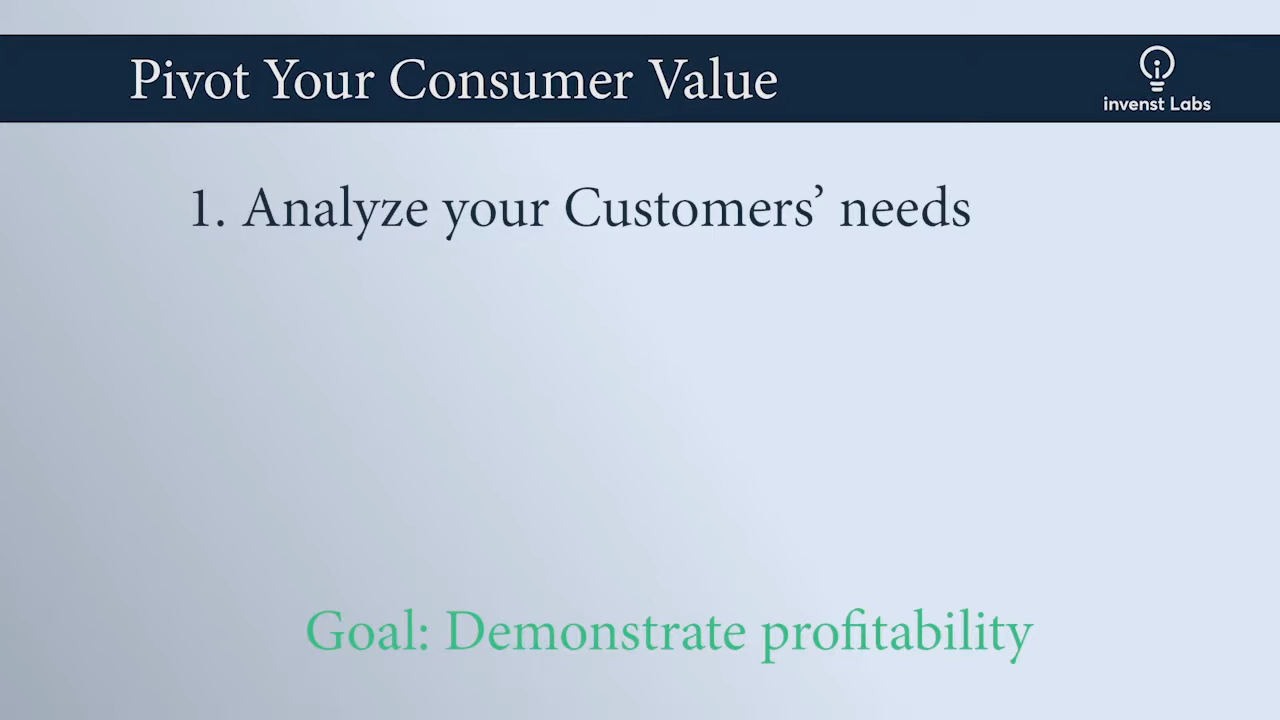 Pivot Your Consumer Value
invenst Labs
1. Analyze your Customers’ needs
Goal: Demonstrate profitability